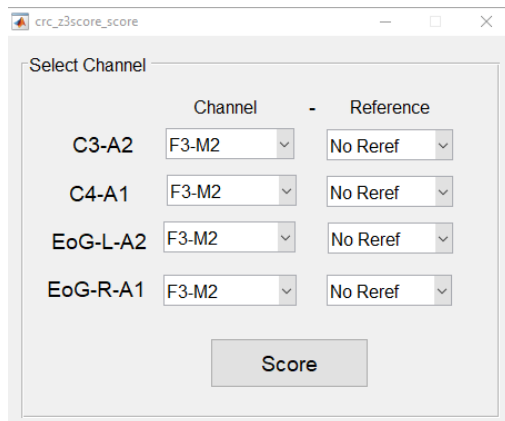 crc_z3score_score
Select Channel
Channel - Reference
C3-A2 F3-M2 No Reref
C4-A1 F3-M2 No Reref
EoG-L-A2 F3-M2 No Reref
EoG-R-A1 F3-M2 No Reref
Score